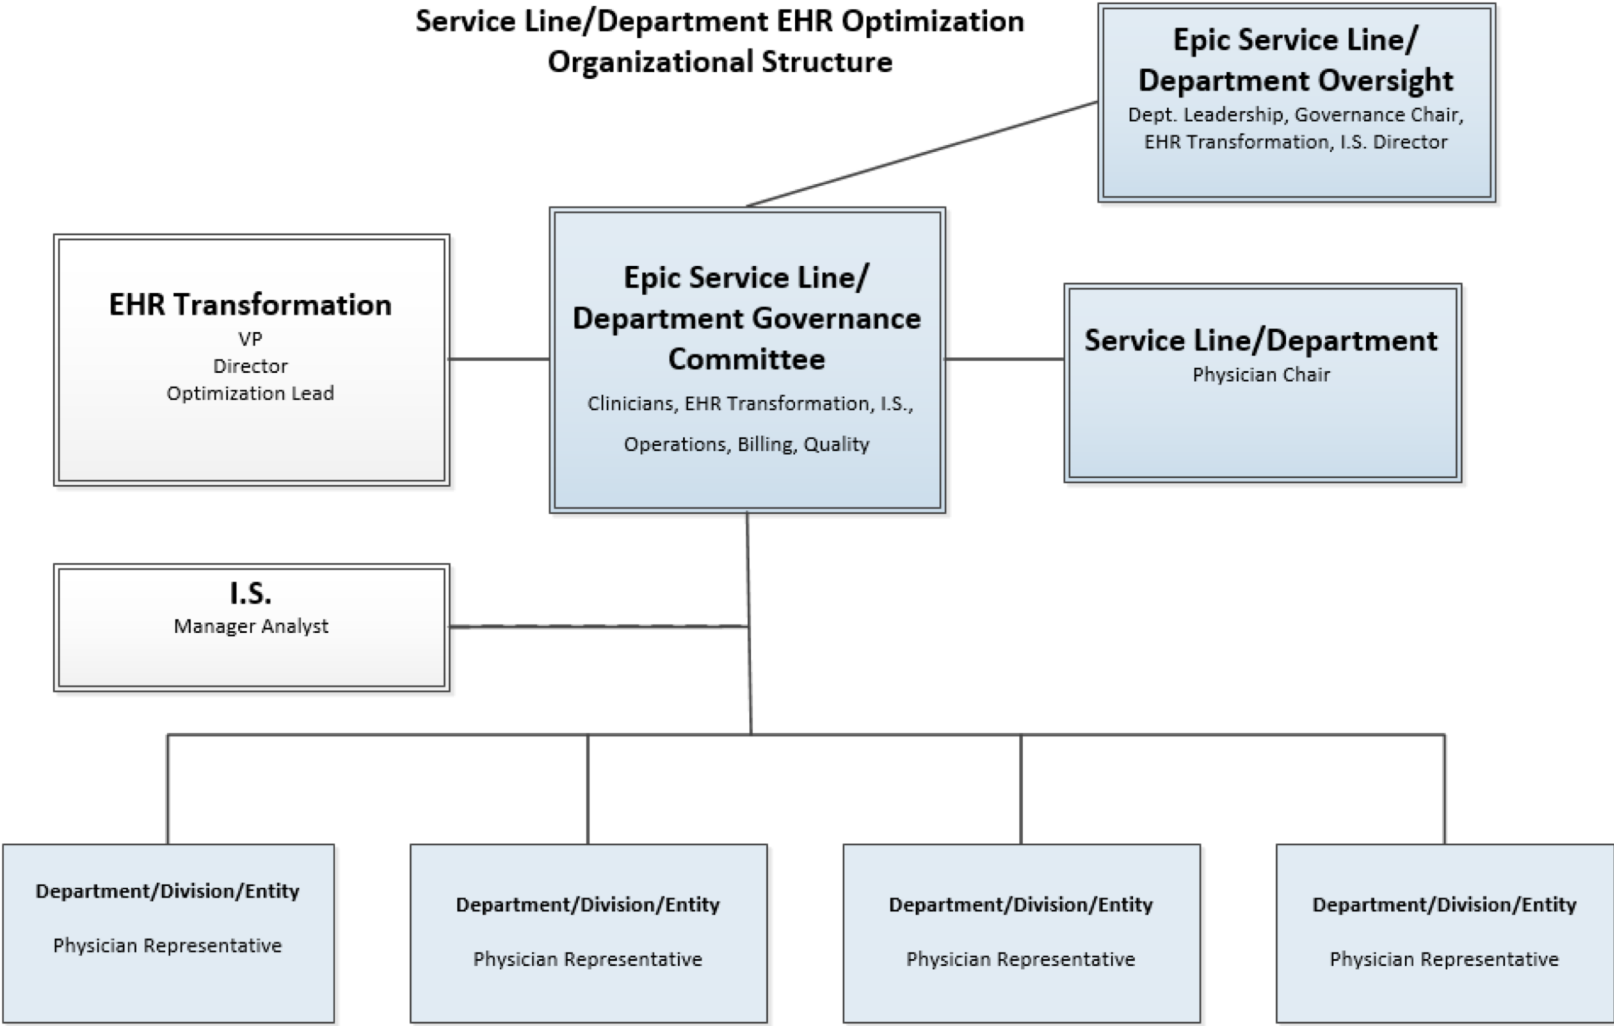 Service Line/Department EHR Optimization
Organizational Structure
Epic Service Line/
Department Oversight
Dept. Leadership, Governance Chair,
EHR Transformation, I.S. Director
EHR Transformation
VP
Director
Optimization Lead
Epic Service Line/
Department Governance
Committee
Clinicians, EHR Transformation, I.S.,
Operations, Billing, Quality
Service Line/Department
Physician Chair
I.S.
Manager Analyst
Department/Division/Entity
Physician Representative
Department/Division/Entity
Physician Representative
Department/Division/Entity
Physician Representative
Department/Division/Entity
Physician Representative